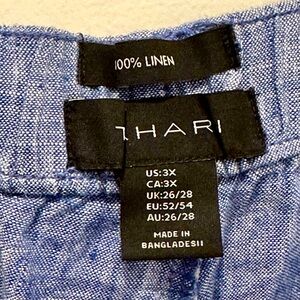 100% LINEN
THARI
US:3X
CA:3X
UK:26/28
EU:52/54
AU:26/28
MADE IN
BANGLADESH